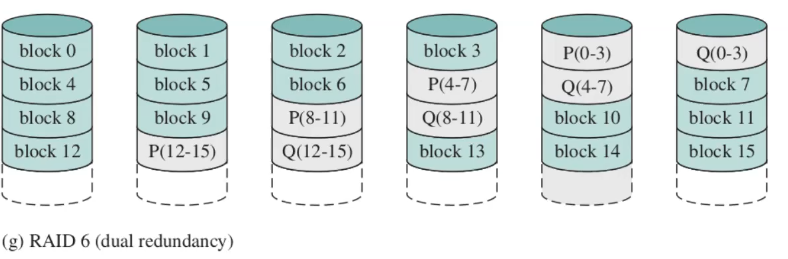 block 0 block 1 block 2 block 3 P(0-3) Q(0-3)
block 4 block 5 block 6 P(4-7) Q(4-7) block 7
block 8 block 9 P(8-11) Q(8-11) block 10 block 11
block 12 P(12-15) Q(12-15) block 13 block 14 block 15
(g) RAID 6 (dual redundancy)